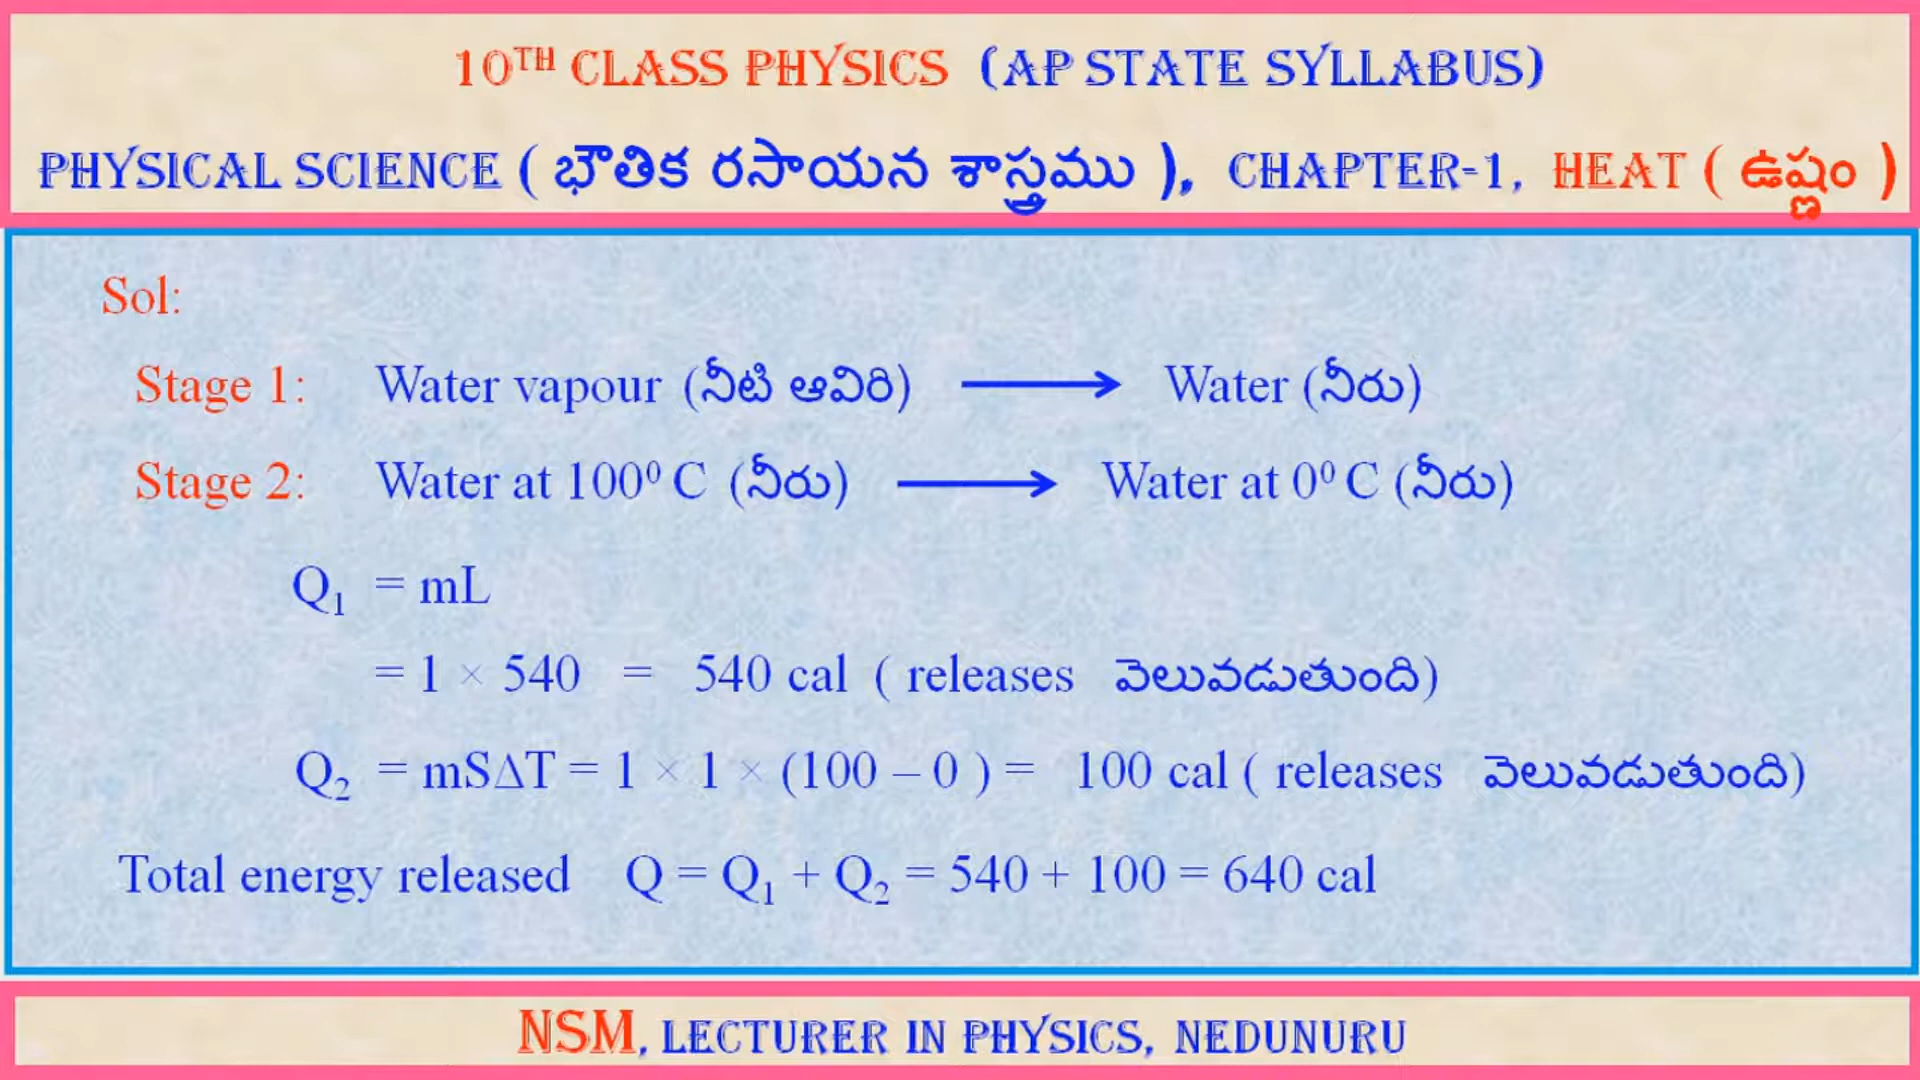 10TH CLASS PHYSICS (AP STATE SYLLABUS)
PHYSICAL SCIENCE ( భౌతిక రసాయన శాస్త్రము ), CHAPTER-1, HEAT ( ఉష్ణం )
Sol:
Stage 1: Water vapour (నీటి ఆవిరి) ⟶ Water (నీరు)
Stage 2: Water at 100⁰ C (నీరు) ⟶ Water at 0⁰ C (నీరు)
Q₁ = mL
= 1 × 540 = 540 cal ( releases వెలువడుతుంది)
Q₂ = mS∆T = 1 × 1 × (100 – 0 ) = 100 cal ( releases వెలువడుతుంది)
Total energy released Q = Q₁ + Q₂ = 540 + 100 = 640 cal
NSM, LECTURER IN PHYSICS, NEDUNURU